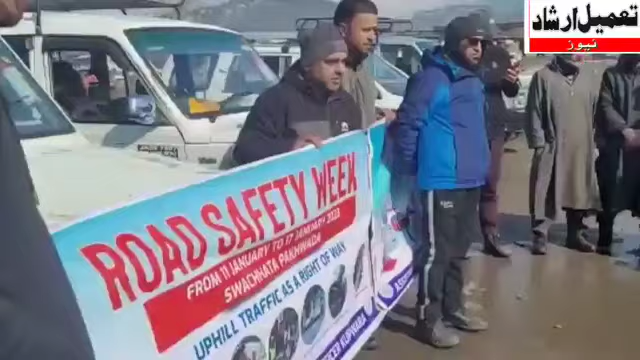 تعمیل ارشاد
نیوز
ROAD SAFETY WEEK
FROM 11 JANUARY TO 17 JANUARY 2023
SWACHHATA PAKHWADA
UPHILL TRAFFIC AS A RIGHT OF WAY
KUPWARA